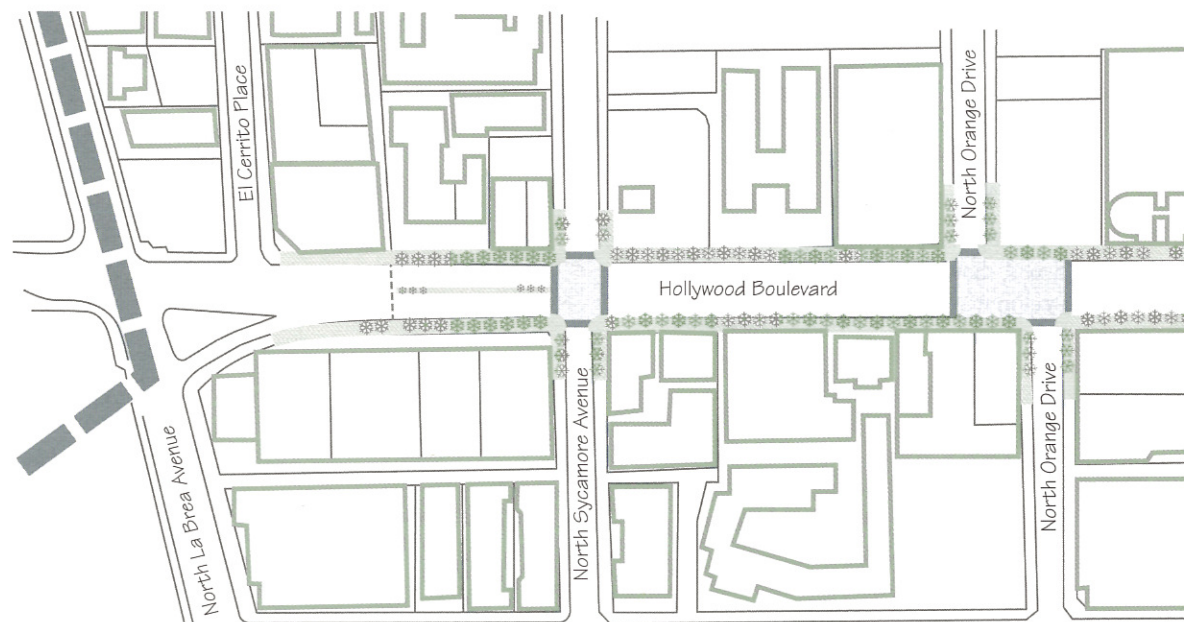 El Cerrito Place
North Orange Drive
Hollywood Boulevard
North La Brea Avenue
North Sycamore Avenue
North Orange Drive